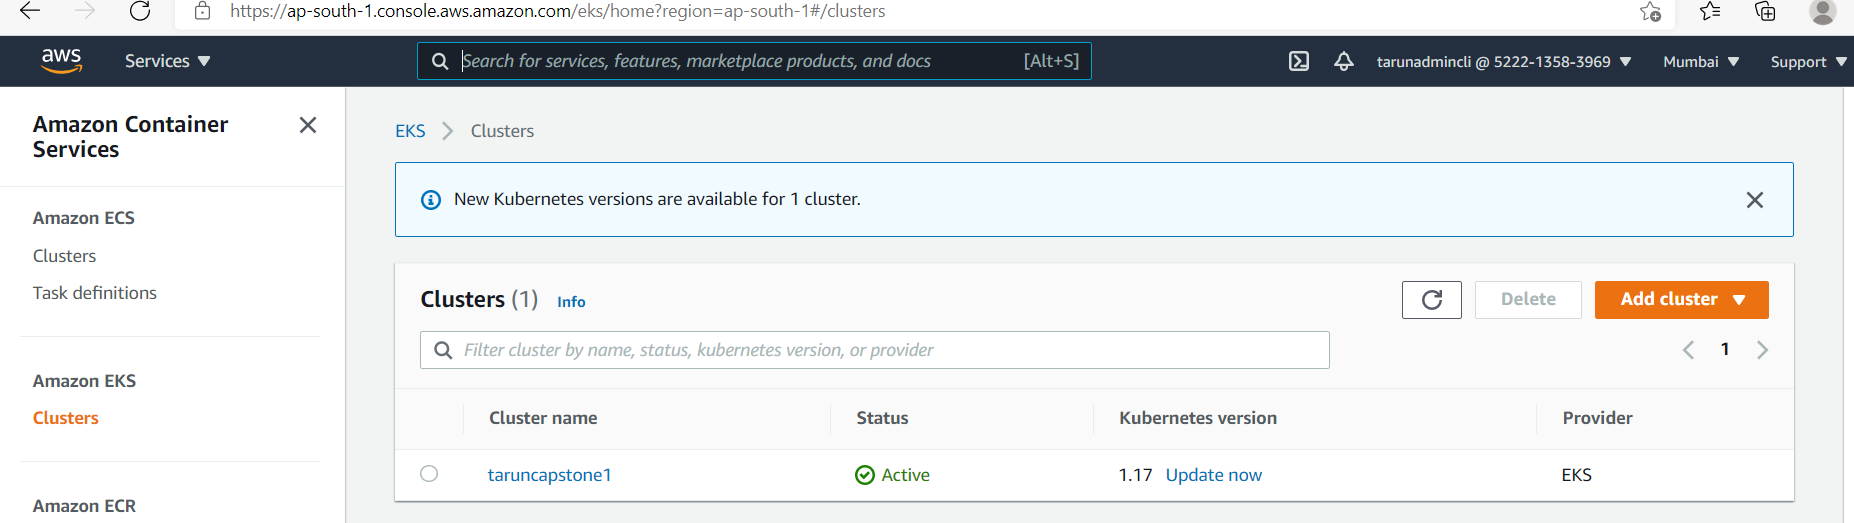 https://ap-south-1.console.aws.amazon.com/eks/home?region=ap-south-1#/clusters
aws Services Search for services, features, marketplace products, and docs [Alt+S] tarunadmincli @ 5222-1358-3969 Mumbai Support
Amazon Container
Services
Amazon ECS
Clusters
Task definitions
Amazon EKS
Clusters
Amazon ECR
EKS Clusters
New Kubernetes versions are available for 1 cluster.
Clusters (1) Info Delete Add cluster
Filter cluster by name, status, kubernetes version, or provider 1
Cluster name Status Kubernetes version Provider
taruncapstone1 Active 1.17 Update now EKS